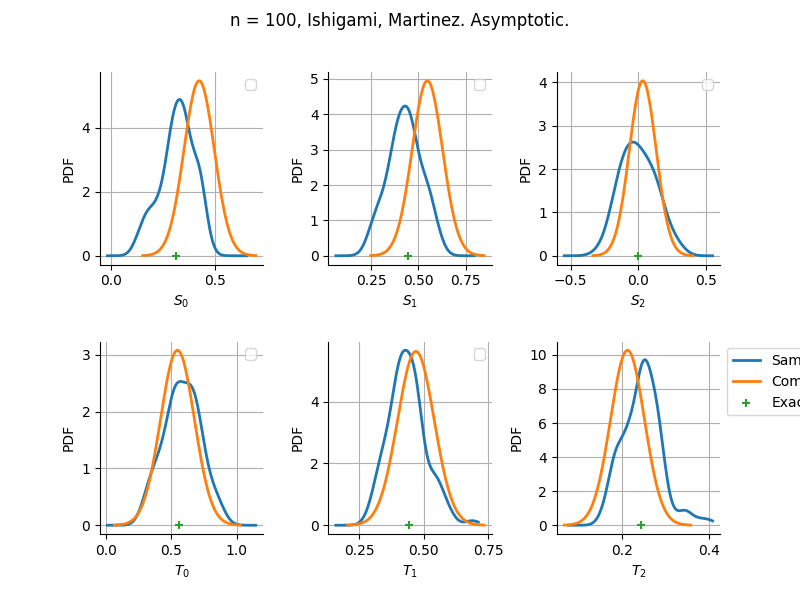 n = 100, Ishigami, Martinez. Asymptotic.
PDF
4
2
0
0.0
0.5
S0
PDF
5
4
3
2
1
0
0.25
0.50
0.75
S1
PDF
4
3
2
1
0
−0.5
0.0
0.5
S2
PDF
3
2
1
0
0.0
0.5
1.0
T0
PDF
4
2
0
0.25
0.50
0.75
T1
PDF
10
8
6
4
2
0
0.2
0.4
T2
Sam
Com
Exac